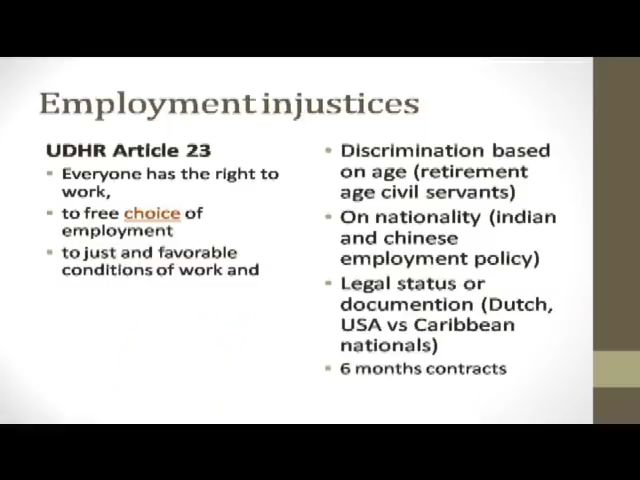 Employment injustices
UDHR Article 23
Everyone has the right to
work,
to free choice of
employment
to just and favorable
conditions of work and
Discrimination based
on age (retirement
age civil servants)
On nationality (indian
and chinese
employment policy)
Legal status or
documention (Dutch,
USA vs Caribbean
nationals)
6 months contracts